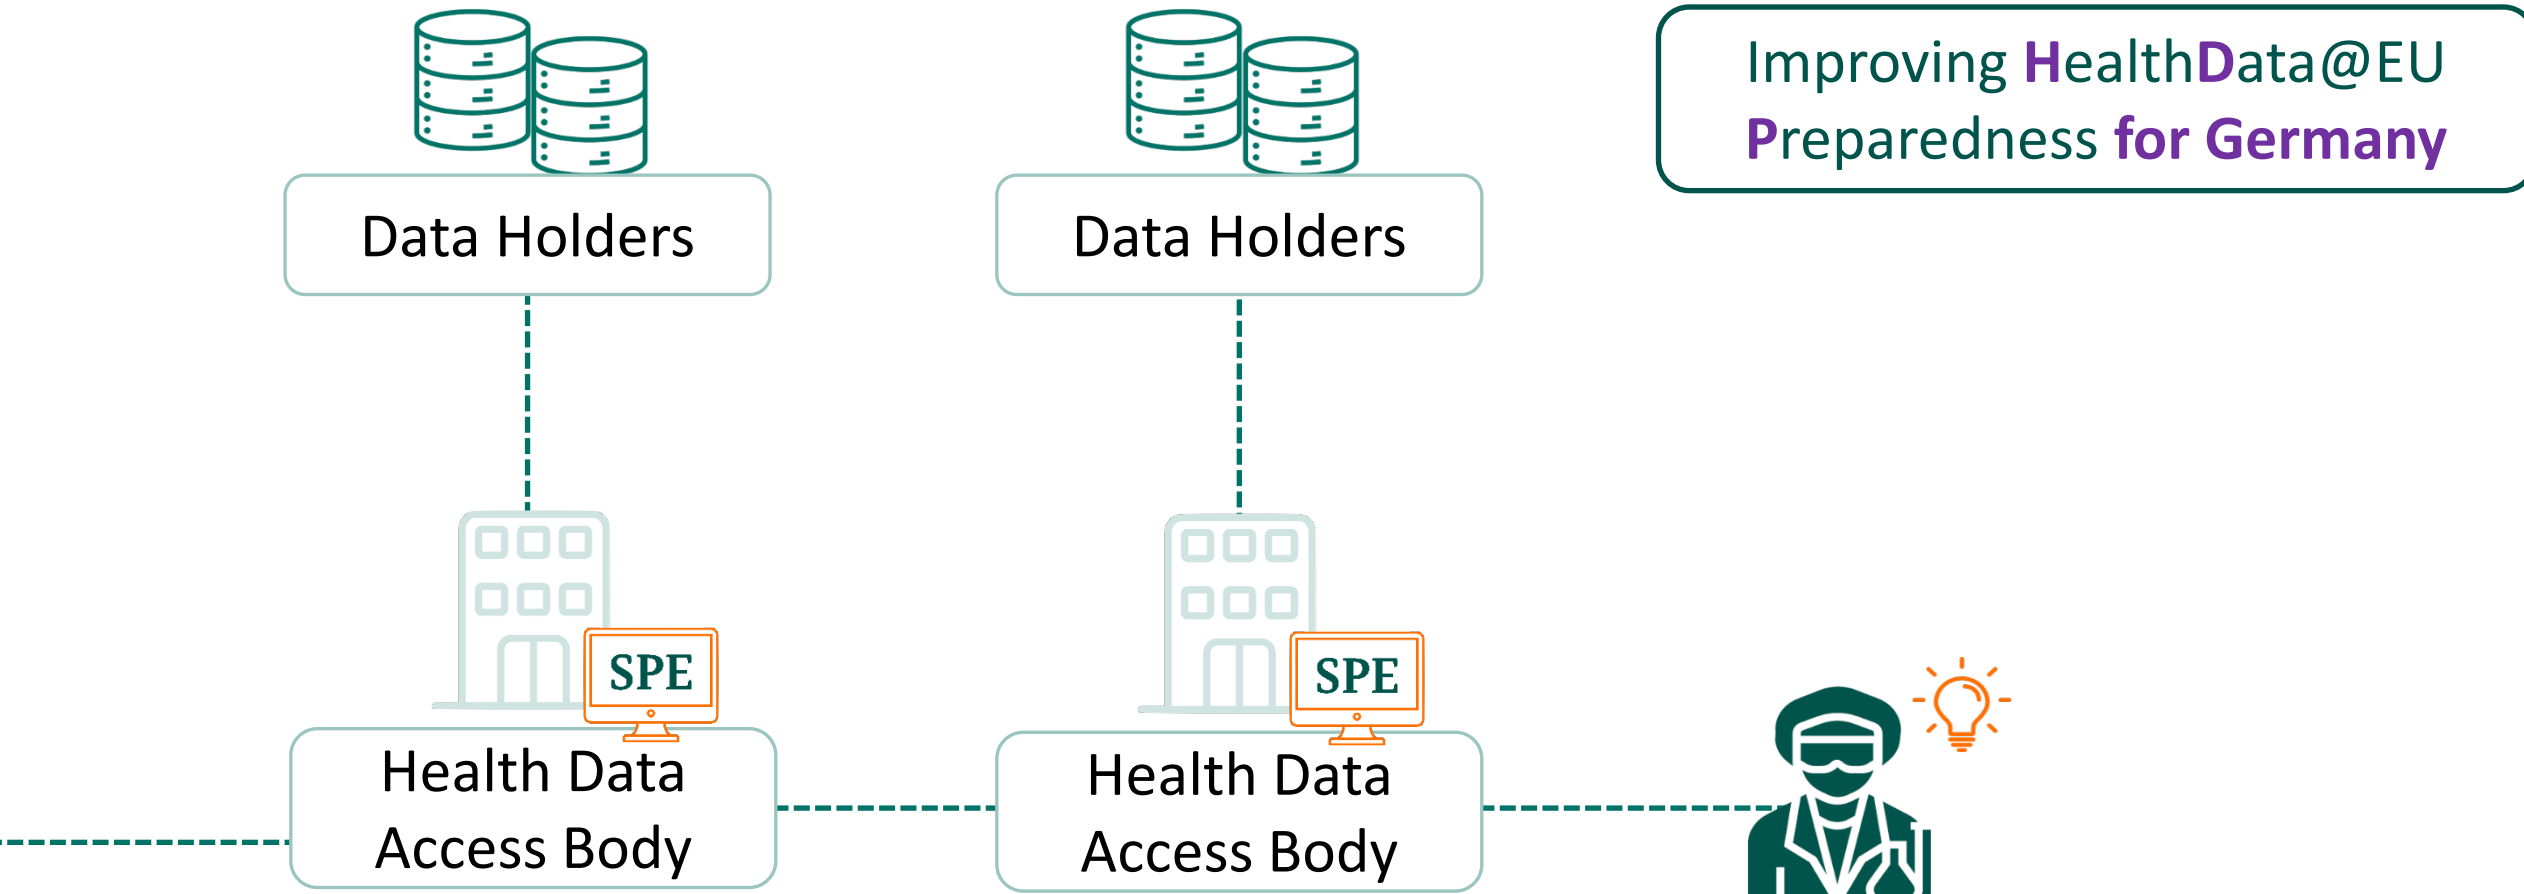 Improving HealthData@EU
Preparedness for Germany
Data Holders
Data Holders
SPE
SPE
Health Data
Access Body
Health Data
Access Body